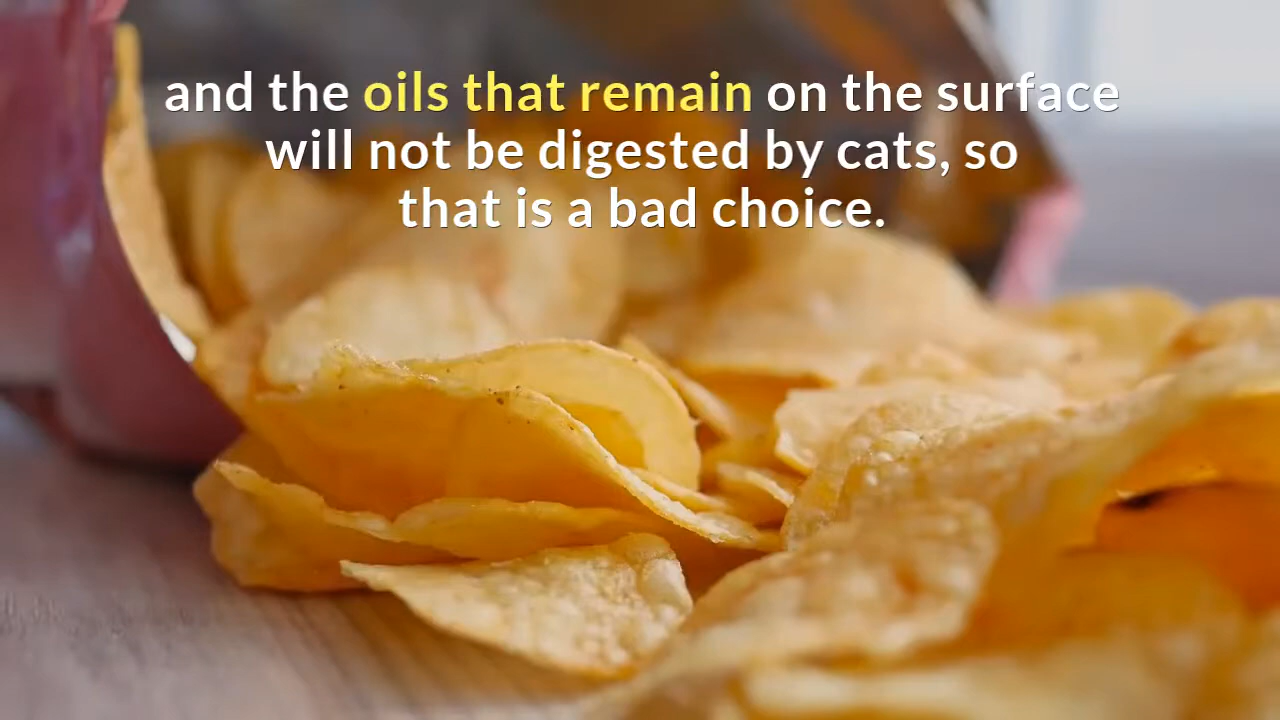 and the oils that remain on the surface
will not be digested by cats, so
that is a bad choice.